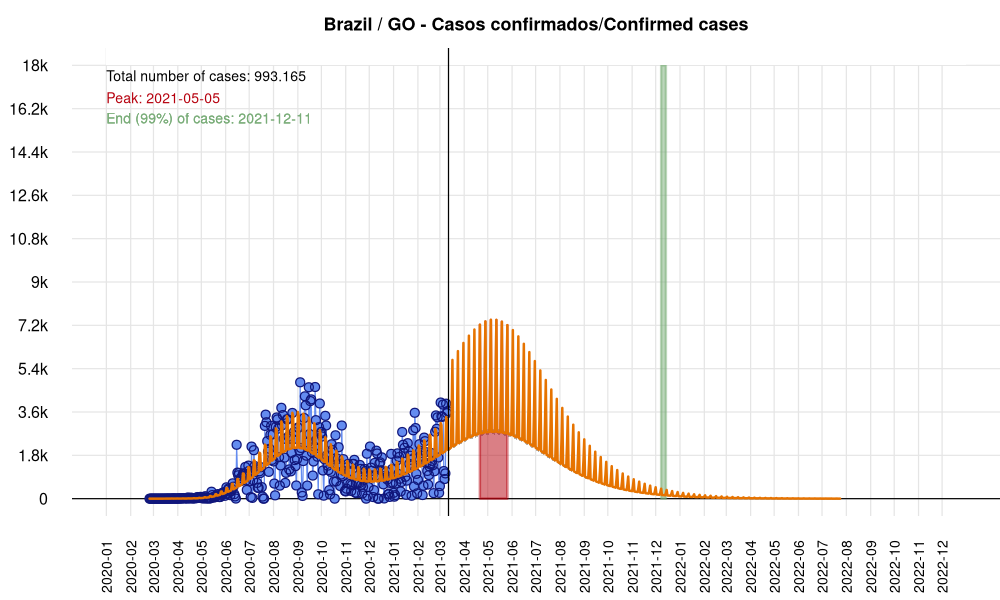 Brazil / GO - Casos confirmados/Confirmed cases
Total number of cases: 993.165
Peak: 2021-05-05
End (99%) of cases: 2021-12-11
18k
16.2k
14.4k
12.6k
10.8k
9k
7.2k
5.4k
3.6k
1.8k
0
2020-01
2020-02
2020-03
2020-04
2020-05
2020-06
2020-07
2020-08
2020-09
2020-10
2020-11
2020-12
2021-01
2021-02
2021-03
2021-04
2021-05
2021-06
2021-07
2021-08
2021-09
2021-10
2021-11
2021-12
2022-01
2022-02
2022-03
2022-04
2022-05
2022-06
2022-07
2022-08
2022-09
2022-10
2022-11
2022-12